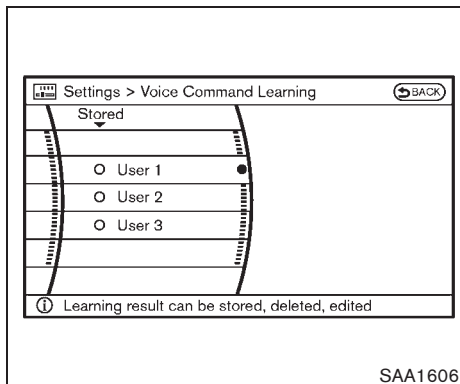 Settings > Voice Command Learning
BACK
Stored
User 1
User 2
User 3
Learning result can be stored, deleted, edited
SAA1606